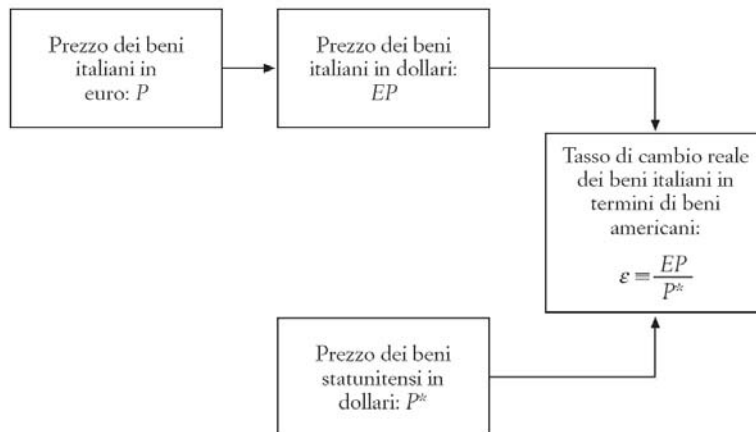 Prezzo dei beni
italiani in
euro: P
Prezzo dei beni
italiani in dollari:
EP
Tasso di cambio reale
dei beni italiani in
termini di beni
americani:
ε ≡ EP
P*
Prezzo dei beni
statunitensi in
dollari: P*